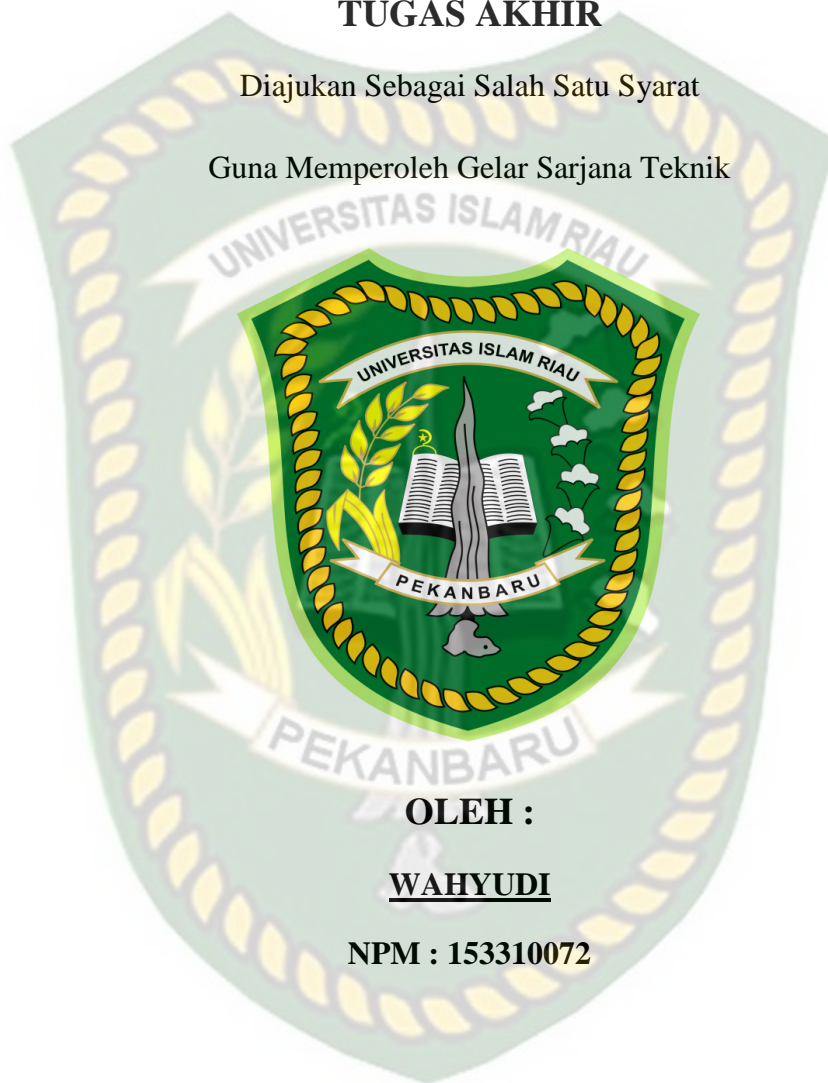 TUGAS AKHIR
Diajukan Sebagai Salah Satu Syarat
Guna Memperoleh Gelar Sarjana Teknik
UNIVERSITAS ISLAM RIAU
UNIVERSITAS ISLAM RIAU
PEKANBARU
PEKANBARU
OLEH :
WAHYUDI
NPM : 153310072